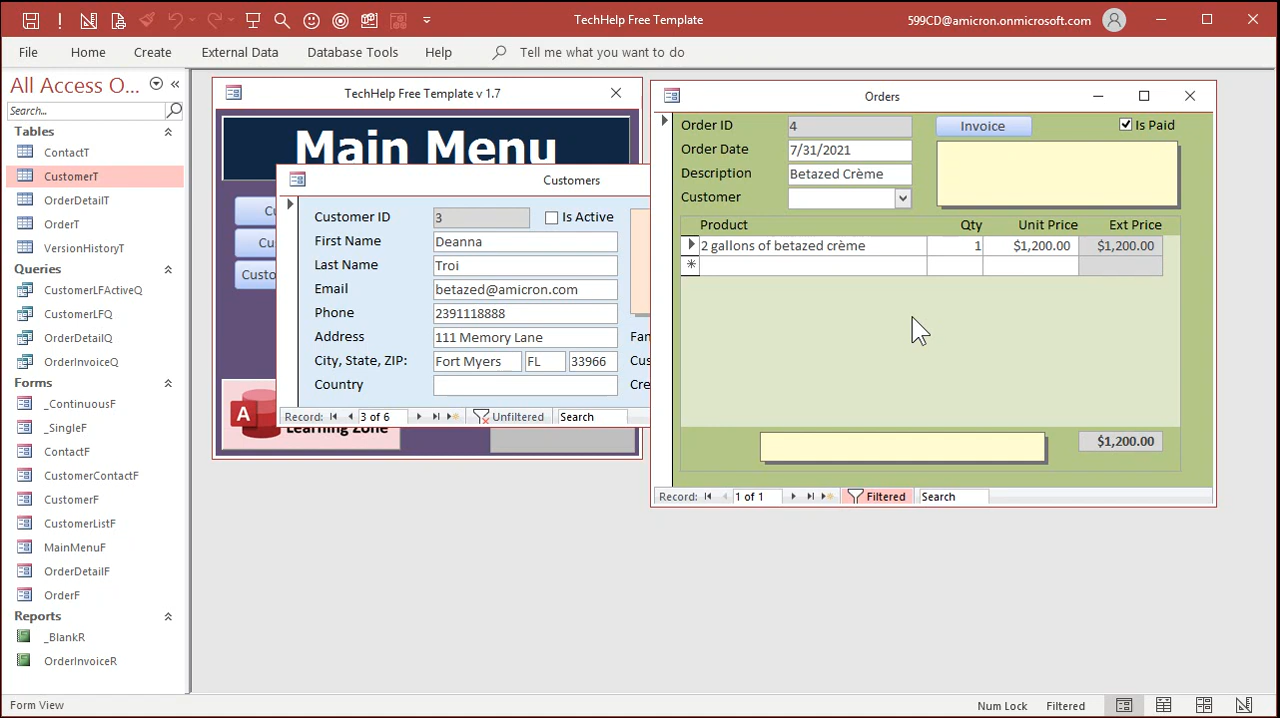 TechHelp Free Template
599CD@amicron.onmicrosoft.com
File Home Create External Data Database Tools Help Tell me what you want to do
All Access O...
Search...
Tables
ContactT
CustomerT
OrderDetailT
OrderT
VersionHistoryT
Queries
CustomerLFActiveQ
CustomerLFQ
OrderDetailQ
OrderInvoiceQ
Forms
_ContinuousF
_SingleF
ContactF
CustomerContactF
CustomerF
CustomerListF
MainMenuF
OrderDetailF
OrderF
Reports
_BlankR
OrderInvoiceR
TechHelp Free Template v 1.7
Main Menu
Cu
Cu
Custo
A
Learning Zone
Customers
Customer ID 3 Is Active
First Name Deanna
Last Name Troi
Email betazed@amicron.com
Phone 2391118888
Address 111 Memory Lane Fan
City, State, ZIP: Fort Myers FL 33966 Cus
Country Cre
Record: 3 of 6 Unfiltered Search
Orders
Order ID 4 Invoice Is Paid
Order Date 7/31/2021
Description Betazed Crème
Customer
Product Qty Unit Price Ext Price
2 gallons of betazed crème 1 $1,200.00 $1,200.00
*
$1,200.00
Record: 1 of 1 Filtered Search
Form View Num Lock Filtered